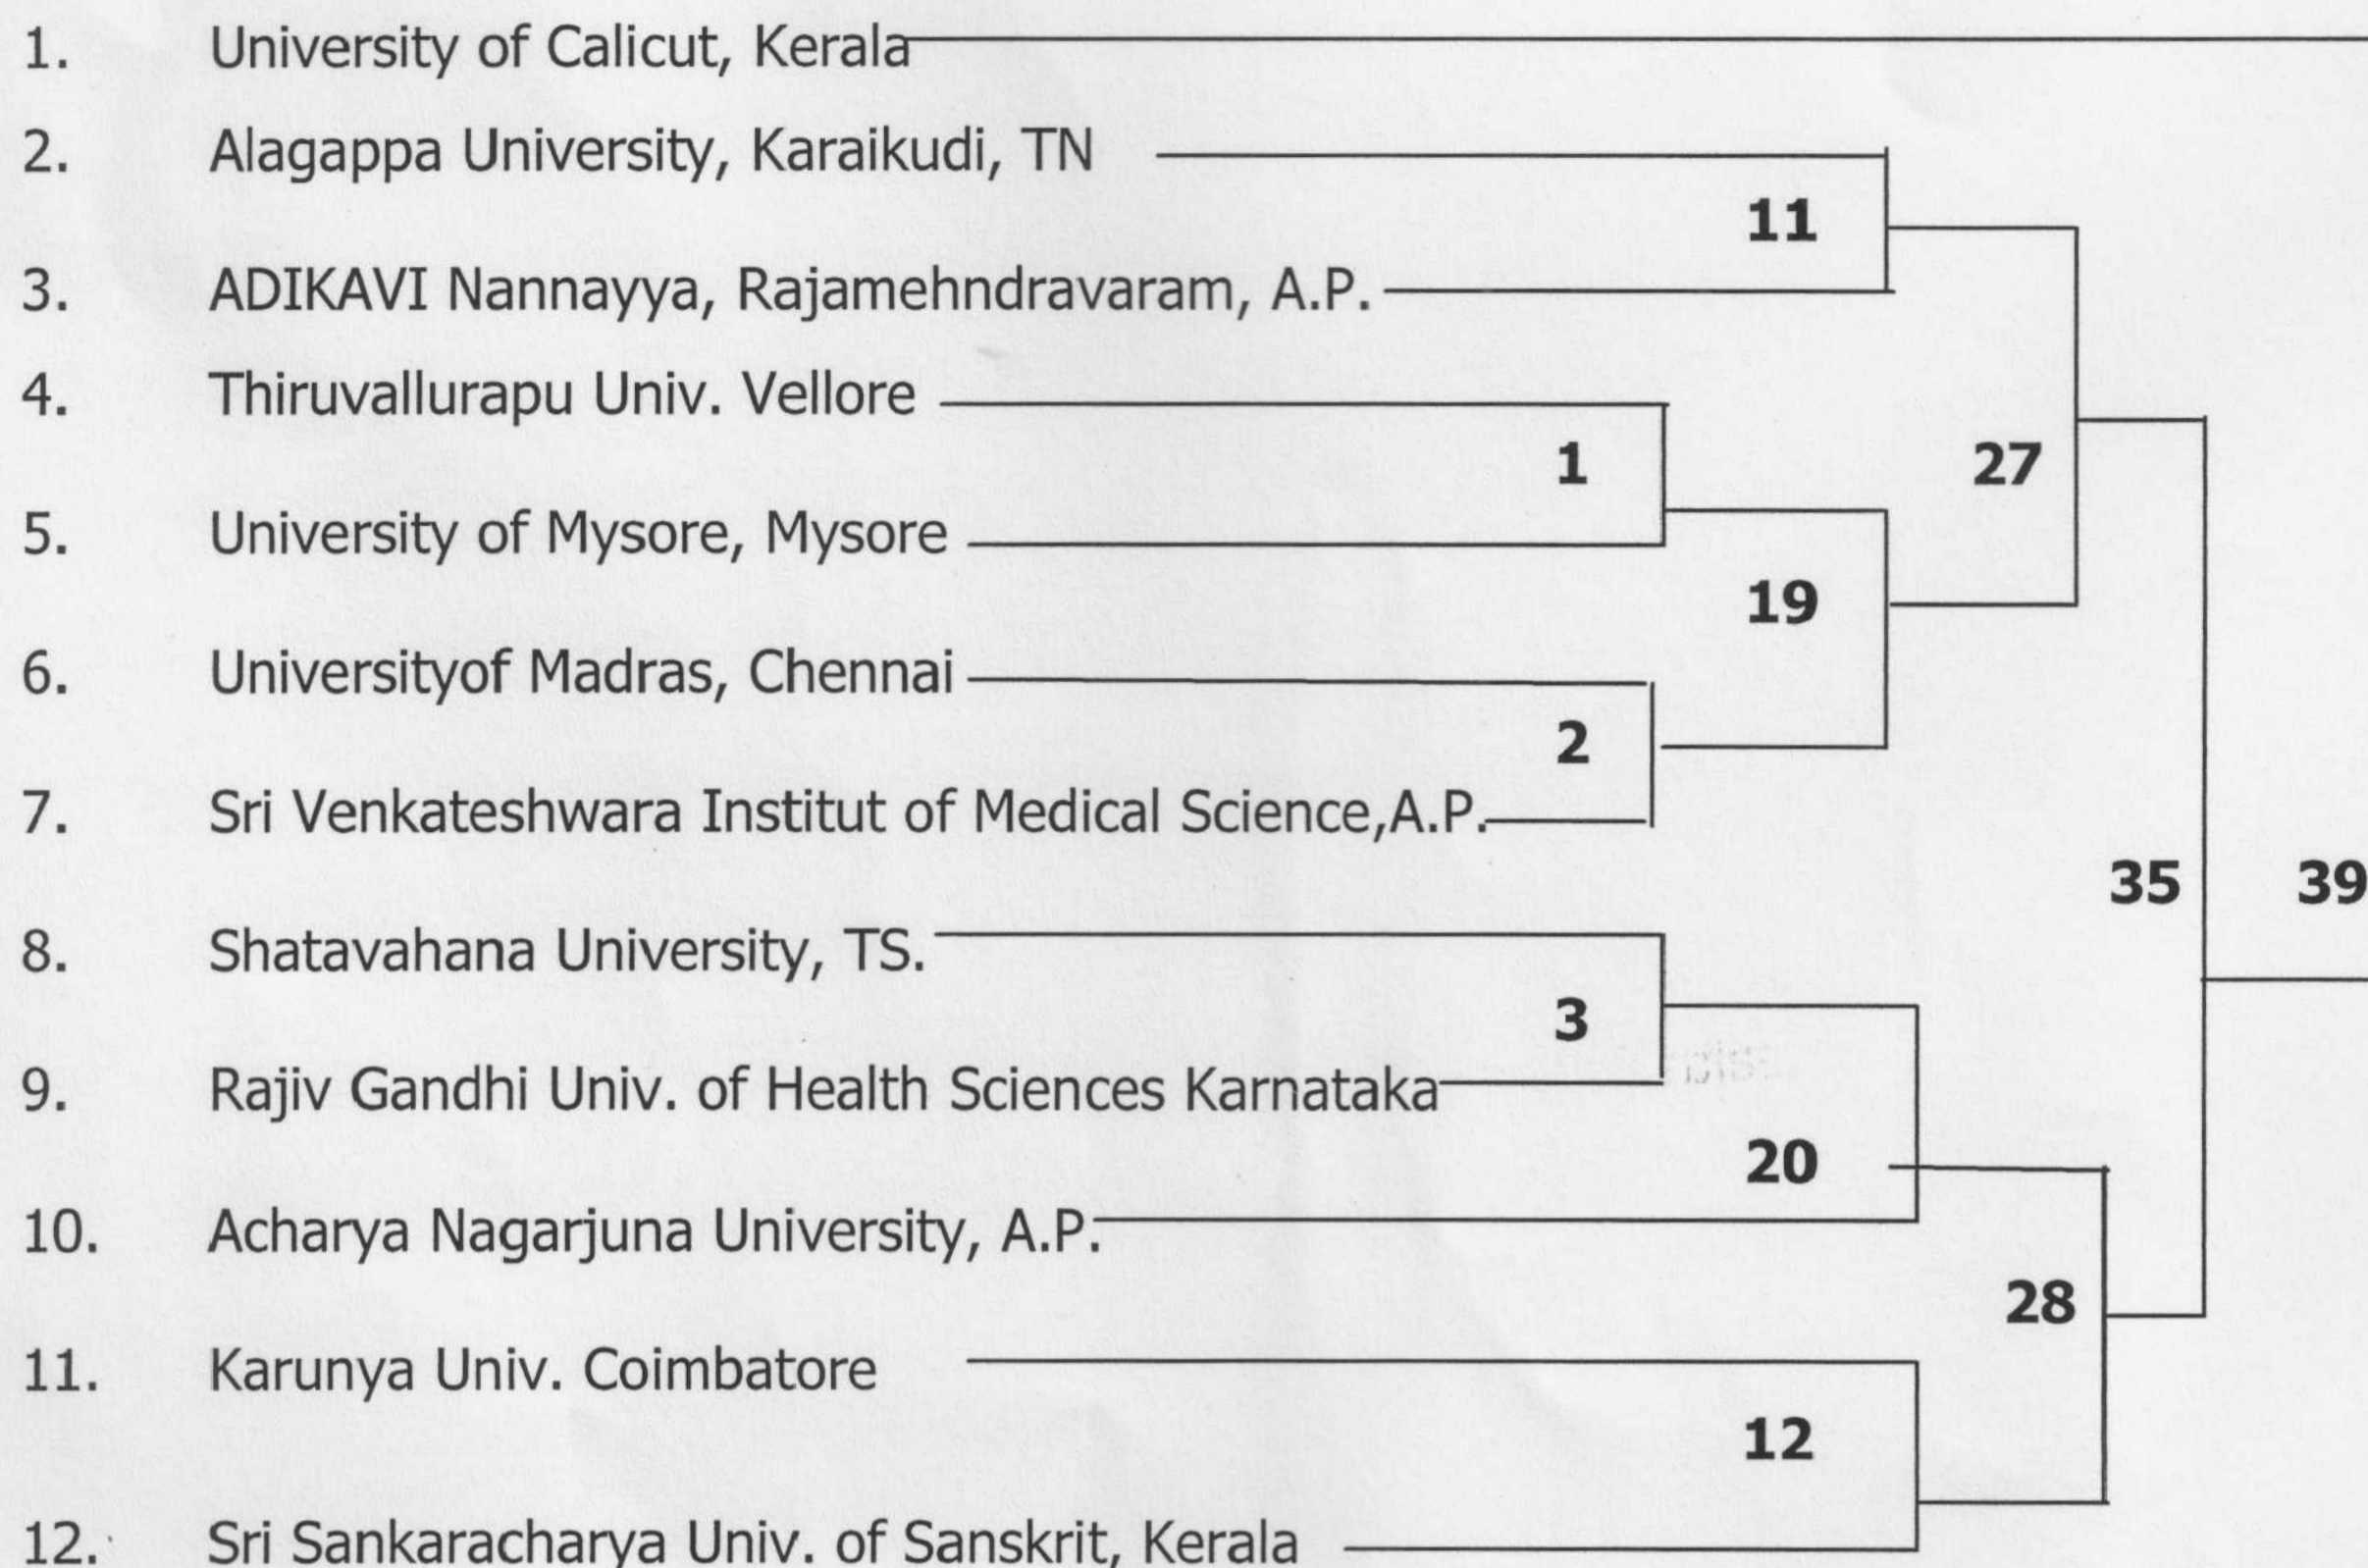 1. University of Calicut, Kerala
2. Alagappa University, Karaikudi, TN
11
3. ADIKAVI Nannayya, Rajamehndravaram, A.P.
4. Thiruvallurapu Univ. Vellore
1
27
5. University of Mysore, Mysore
19
6. Universityof Madras, Chennai
2
7. Sri Venkateshwara Institut of Medical Science,A.P.
35 39
8. Shatavahana University, TS.
3
9. Rajiv Gandhi Univ. of Health Sciences Karnataka
20
10. Acharya Nagarjuna University, A.P.
28
11. Karunya Univ. Coimbatore
12
12. Sri Sankaracharya Univ. of Sanskrit, Kerala